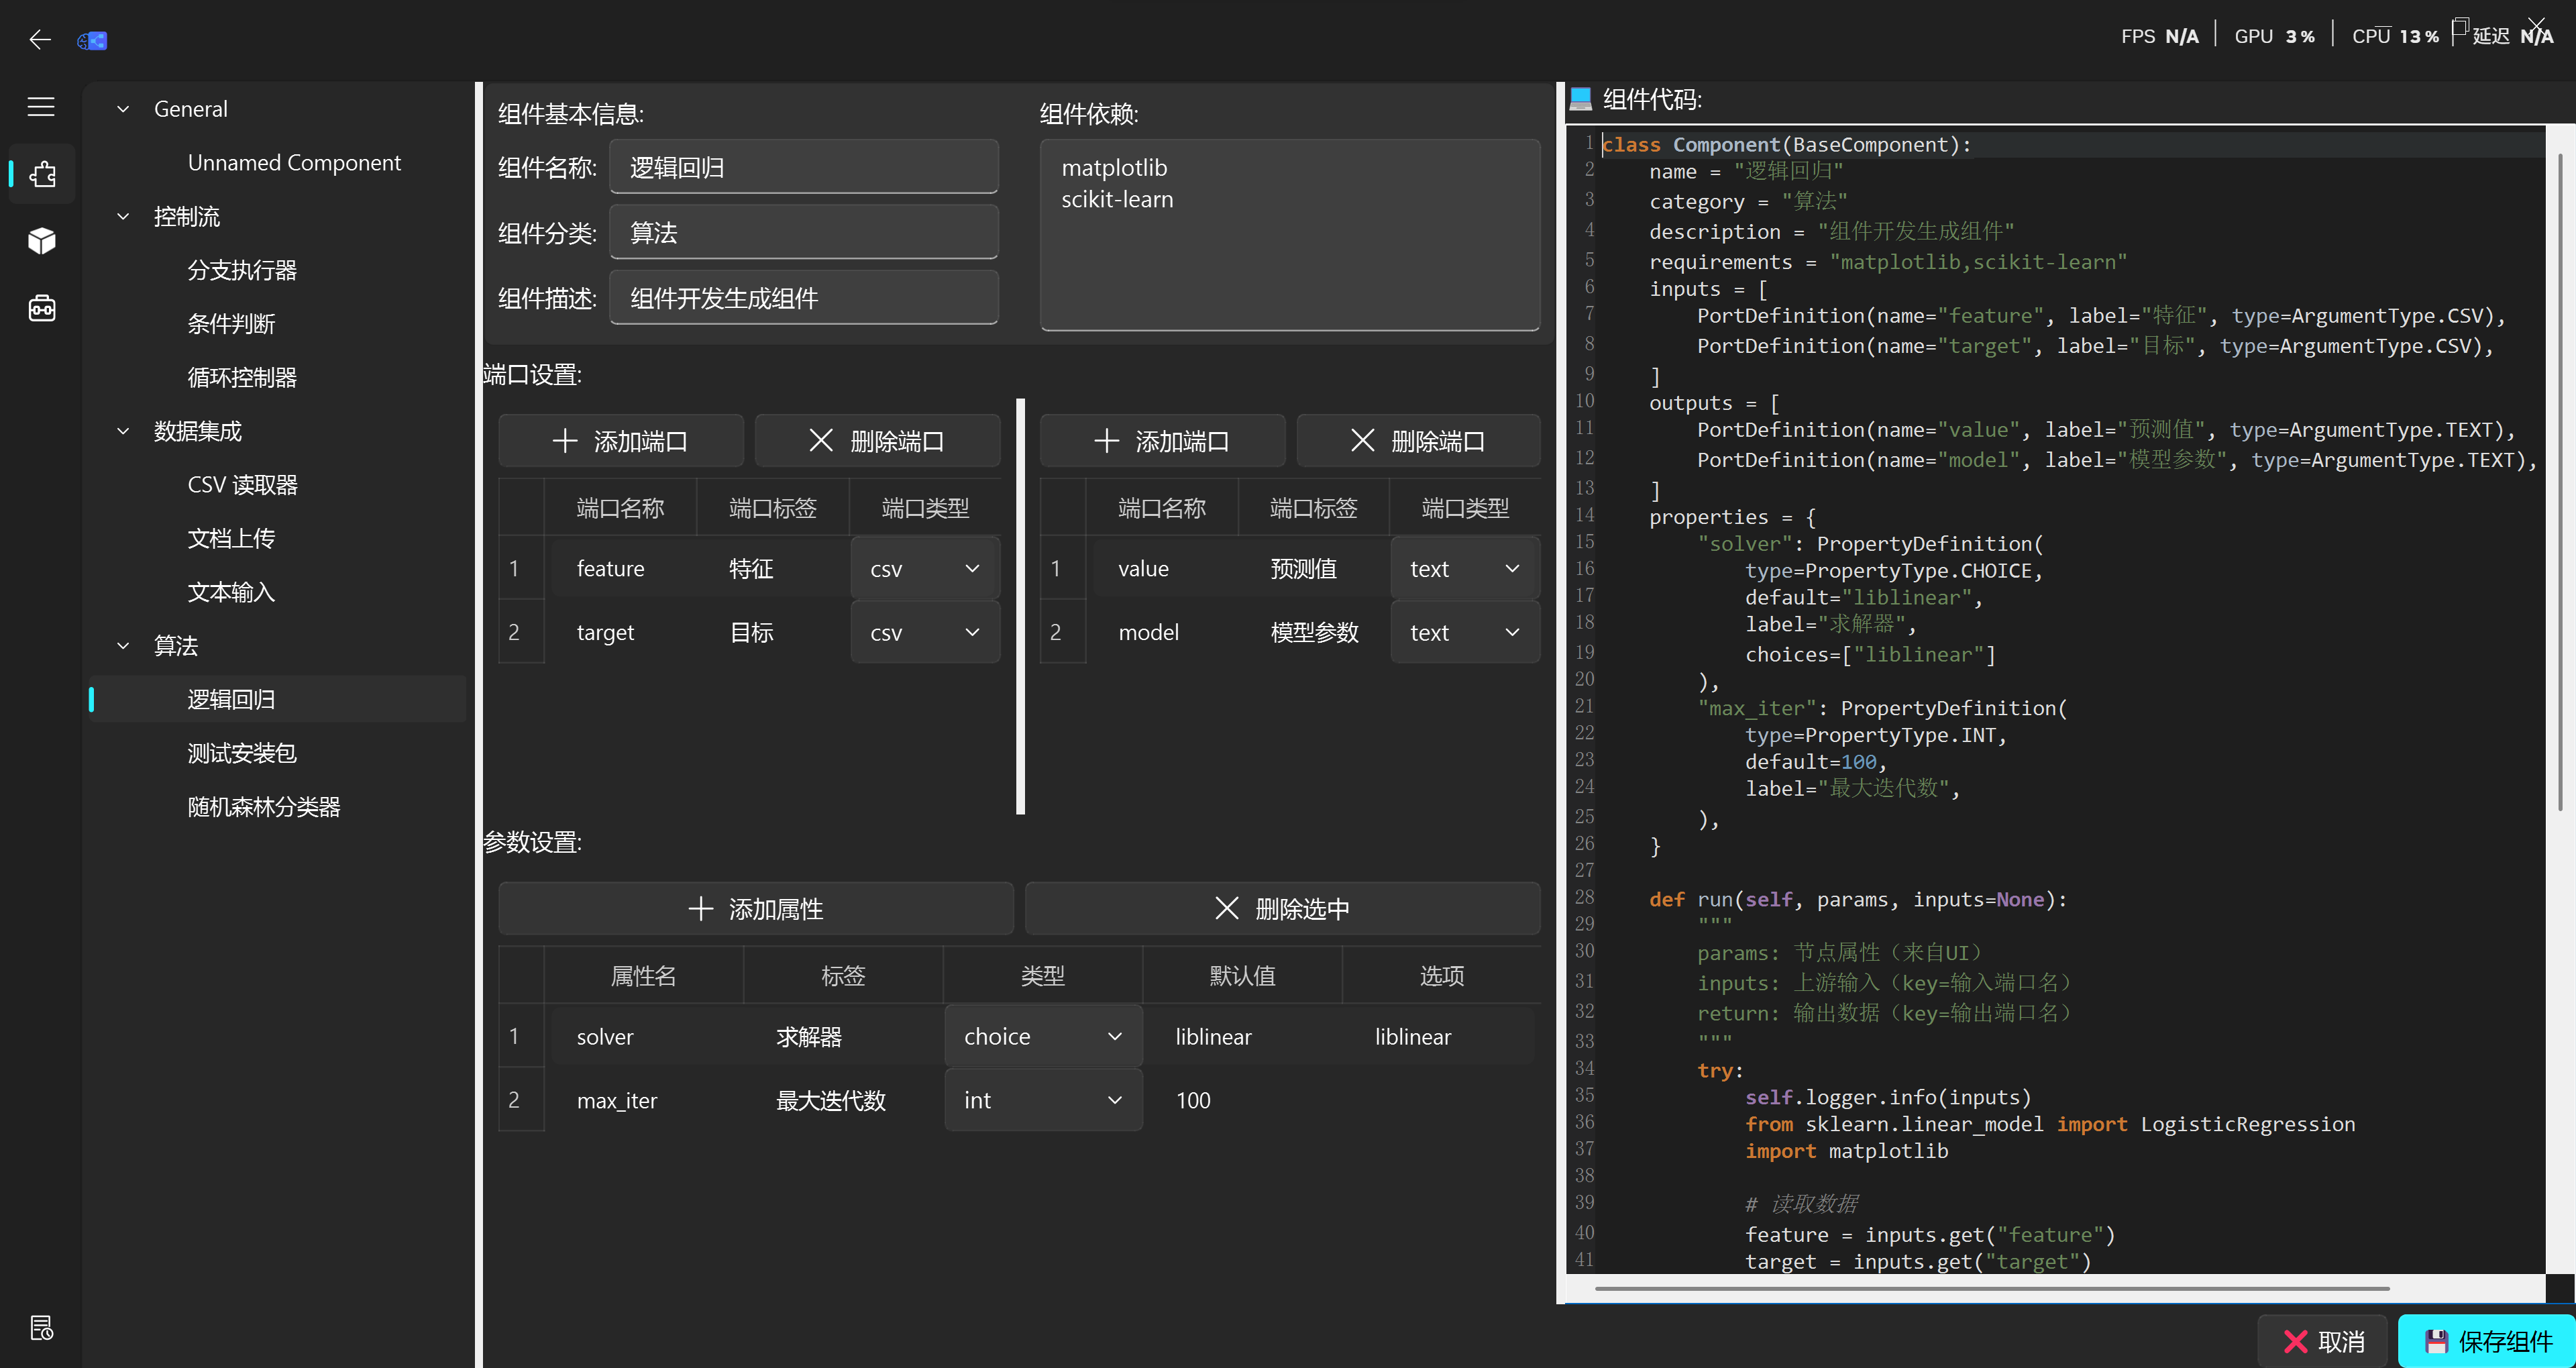 FPS N/A GPU 3% CPU 13% 延迟 N/A
General
Unnamed Component
控制流
分支执行器
条件判断
循环控制器
数据集成
CSV 读取器
文档上传
文本输入
算法
逻辑回归
测试安装包
随机森林分类器
组件基本信息:
组件名称: 逻辑回归
组件分类: 算法
组件描述: 组件开发生成组件
组件依赖:
matplotlib
scikit-learn
端口设置:
添加端口 删除端口
端口名称 端口标签 端口类型
1 feature 特征 csv
2 target 目标 csv
添加端口 删除端口
端口名称 端口标签 端口类型
1 value 预测值 text
2 model 模型参数 text
参数设置:
添加属性 删除选中
属性名 标签 类型 默认值 选项
1 solver 求解器 choice liblinear liblinear
2 max_iter 最大迭代数 int 100
组件代码:
1 class Component(BaseComponent):
2 name = "逻辑回归"
3 category = "算法"
4 description = "组件开发生成组件"
5 requirements = "matplotlib,scikit-learn"
6 inputs = [
7 PortDefinition(name="feature", label="特征", type=ArgumentType.CSV),
8 PortDefinition(name="target", label="目标", type=ArgumentType.CSV),
9 ]
10 outputs = [
11 PortDefinition(name="value", label="预测值", type=ArgumentType.TEXT),
12 PortDefinition(name="model", label="模型参数", type=ArgumentType.TEXT),
13 ]
14 properties = {
15 "solver": PropertyDefinition(
16 type=PropertyType.CHOICE,
17 default="liblinear",
18 label="求解器",
19 choices=["liblinear"]
20 ),
21 "max_iter": PropertyDefinition(
22 type=PropertyType.INT,
23 default=100,
24 label="最大迭代数",
25 ),
26 }
27
28 def run(self, params, inputs=None):
29 """
30 params: 节点属性（来自UI）
31 inputs: 上游输入（key=输入端口名）
32 return: 输出数据（key=输出端口名）
33 """
34 try:
35 self.logger.info(inputs)
36 from sklearn.linear_model import LogisticRegression
37 import matplotlib
38
39 # 读取数据
40 feature = inputs.get("feature")
41 target = inputs.get("target")
取消 保存组件